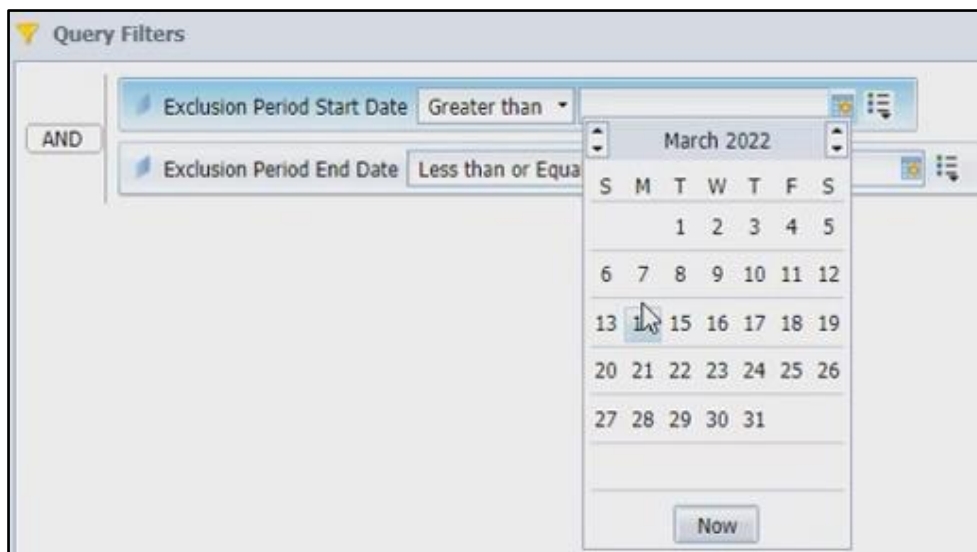 Query Filters
AND
Exclusion Period Start Date Greater than
Exclusion Period End Date Less than or Equa
March 2022
S M T W T F S
1 2 3 4 5
6 7 8 9 10 11 12
13 15 16 17 18 19
20 21 22 23 24 25 26
27 28 29 30 31
Now